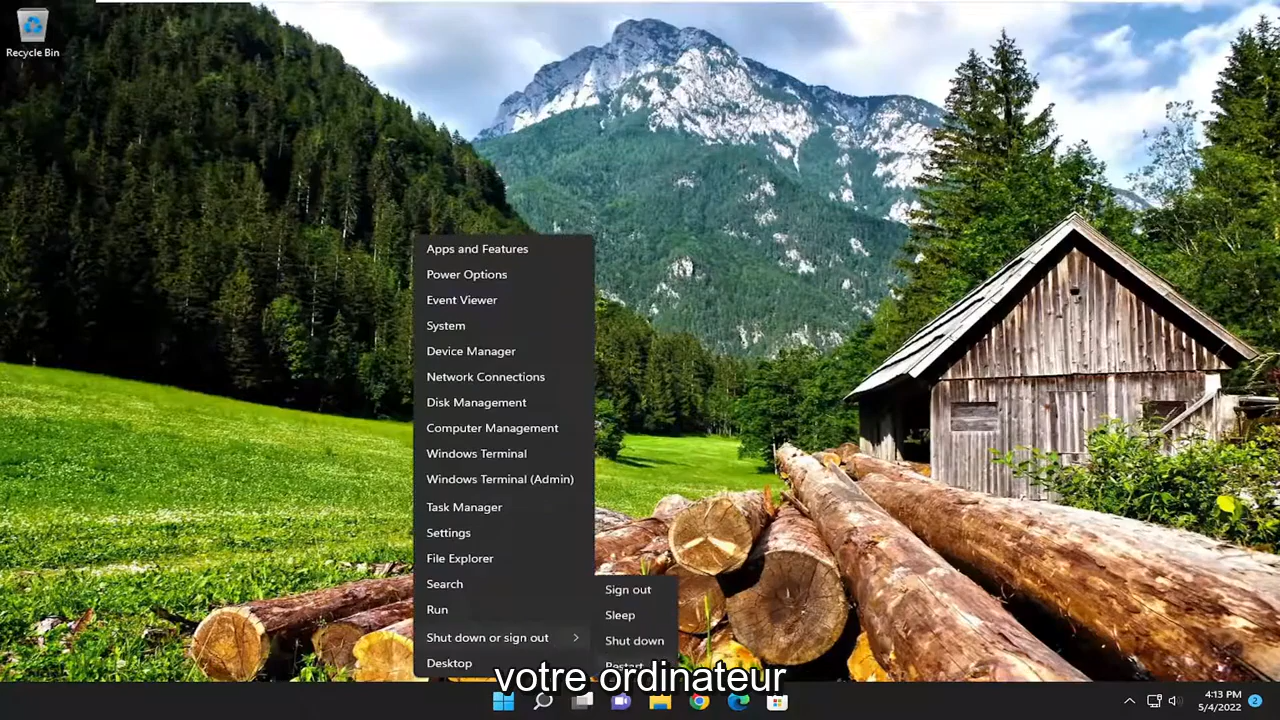 Recycle Bin
Apps and Features
Power Options
Event Viewer
System
Device Manager
Network Connections
Disk Management
Computer Management
Windows Terminal
Windows Terminal (Admin)
Task Manager
Settings
File Explorer
Search
Run
Shut down or sign out
Desktop
Sign out
Sleep
Shut down
Restart
votre ordinateur
4:13 PM
5/4/2022
2